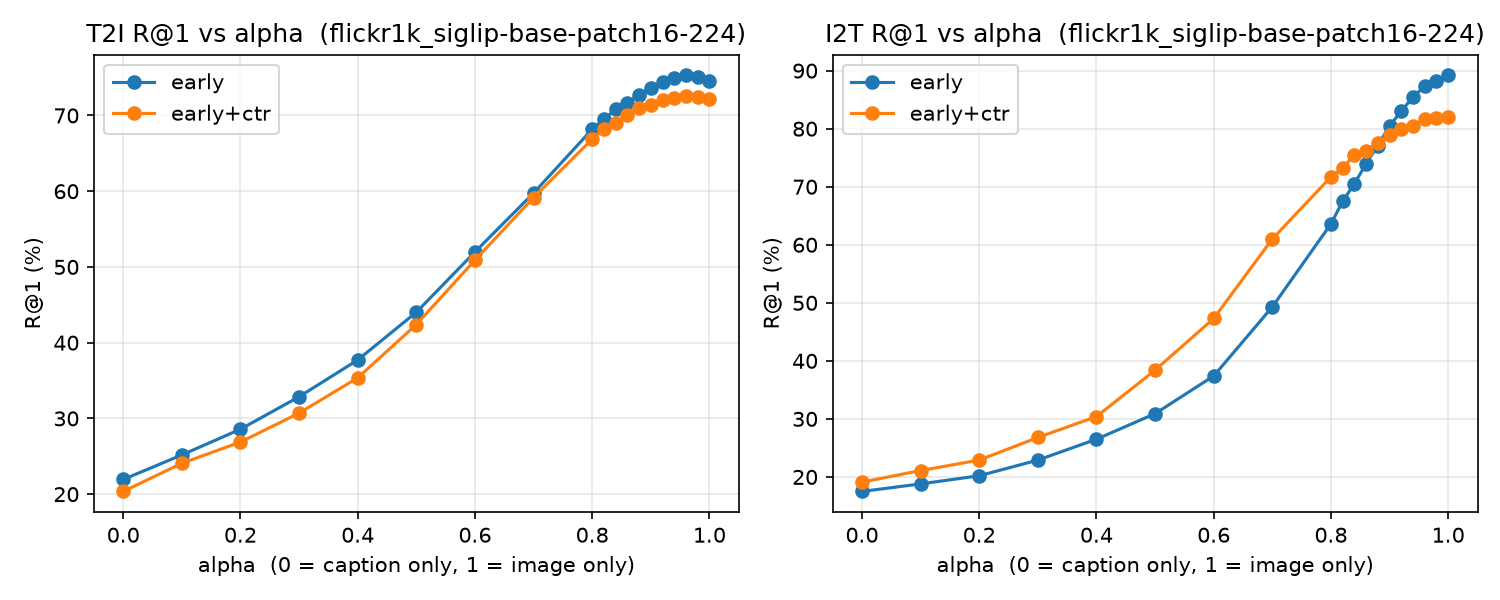 T2I R@1 vs alpha  (flickr1k_siglip-base-patch16-224)
early
early+ctr
70
60
50
40
30
20
R@1 (%)
0.0 0.2 0.4 0.6 0.8 1.0
alpha  (0 = caption only, 1 = image only)
I2T R@1 vs alpha  (flickr1k_siglip-base-patch16-224)
early
early+ctr
90
80
70
60
50
40
30
20
R@1 (%)
0.0 0.2 0.4 0.6 0.8 1.0
alpha  (0 = caption only, 1 = image only)